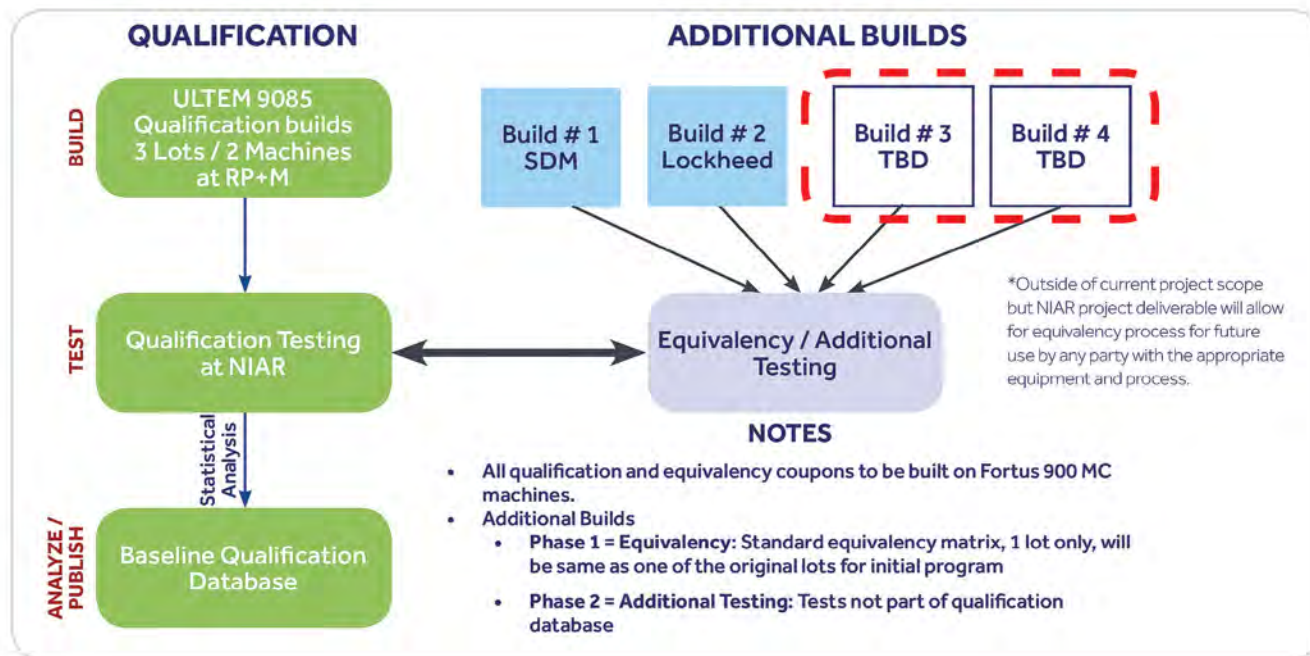 QUALIFICATION
ADDITIONAL BUILDS
BUILD
ULTEM 9085
Qualification builds
3 Lots / 2 Machines
at RP+M
Build # 1
SDM
Build # 2
Lockheed
Build # 3
TBD
Build # 4
TBD
TEST
Qualification Testing
at NIAR
Equivalency / Additional
Testing
*Outside of current project scope
but NIAR project deliverable will allow
for equivalency process for future
use by any party with the appropriate
equipment and process.
Statistical
Analysis
ANALYZE /
PUBLISH
Baseline Qualification
Database
NOTES
• All qualification and equivalency coupons to be built on Fortus 900 MC
machines.
• Additional Builds
• Phase 1 = Equivalency: Standard equivalency matrix, 1 lot only, will
be same as one of the original lots for initial program
• Phase 2 = Additional Testing: Tests not part of qualification
database